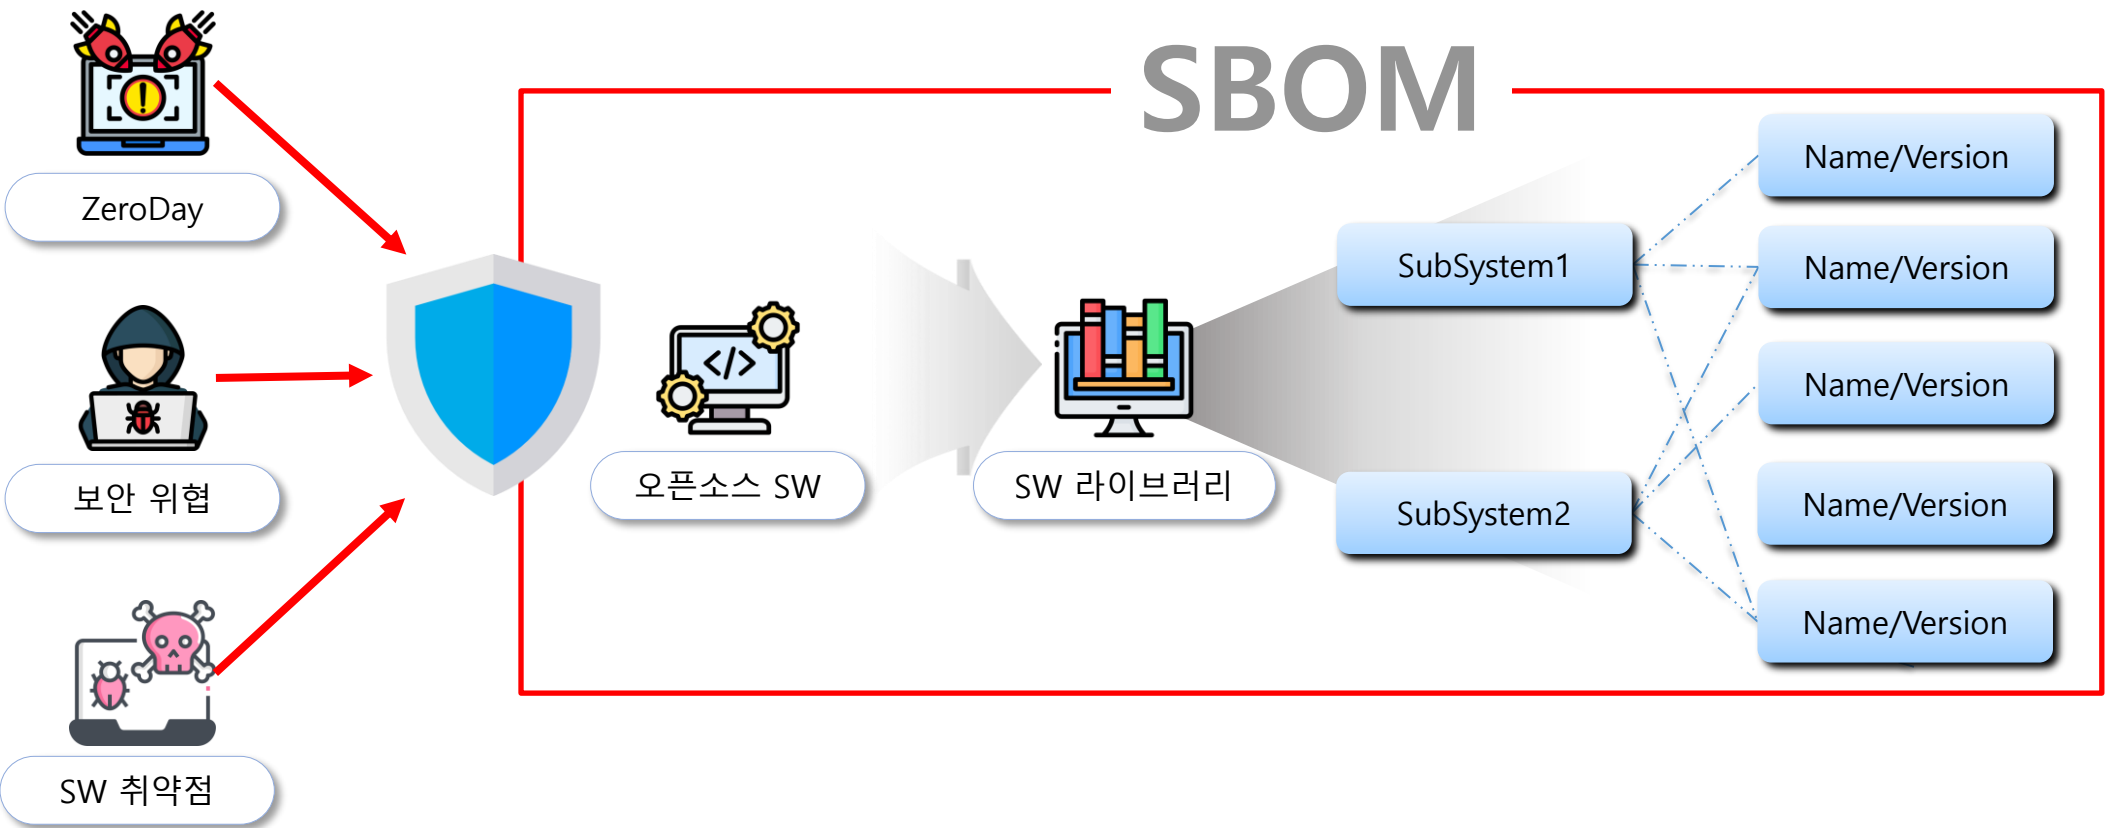 SBOM
ZeroDay
보안 위협
SW 취약점
오픈소스 SW
</>
SW 라이브러리
SubSystem1
SubSystem2
Name/Version
Name/Version
Name/Version
Name/Version
Name/Version